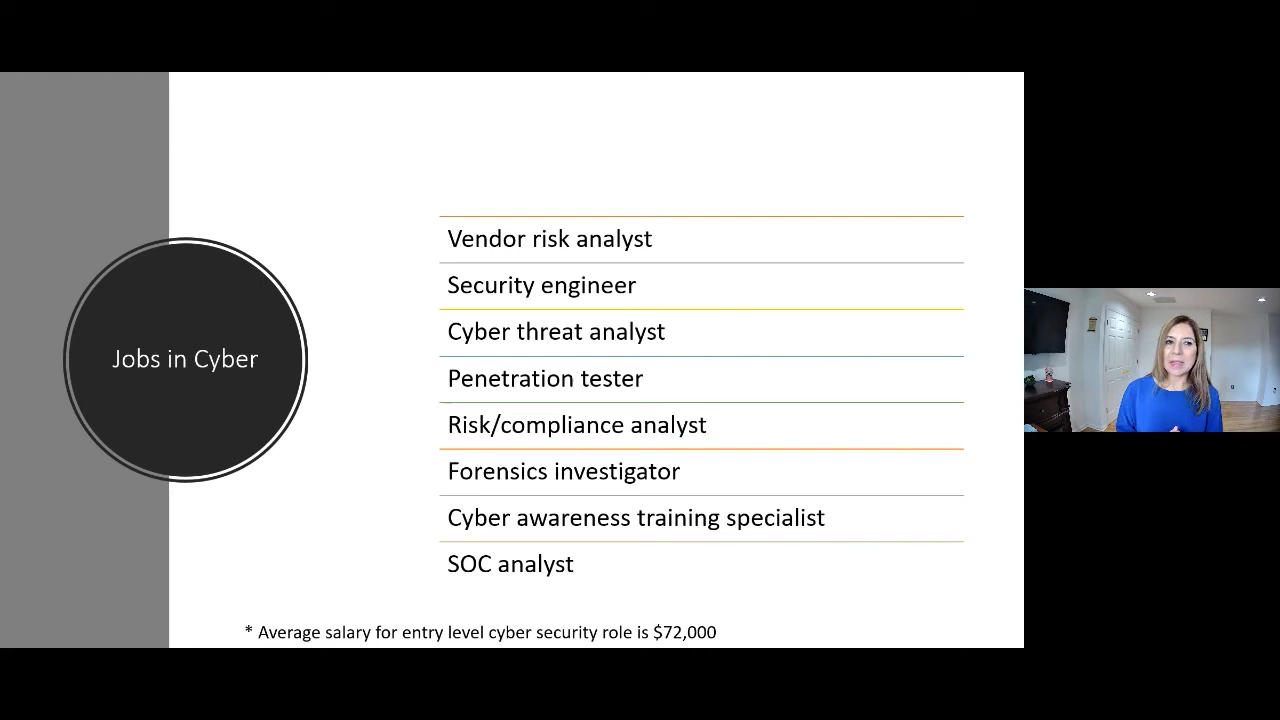 Jobs in Cyber
Vendor risk analyst
Security engineer
Cyber threat analyst
Penetration tester
Risk/compliance analyst
Forensics investigator
Cyber awareness training specialist
SOC analyst
* Average salary for entry level cyber security role is $72,000